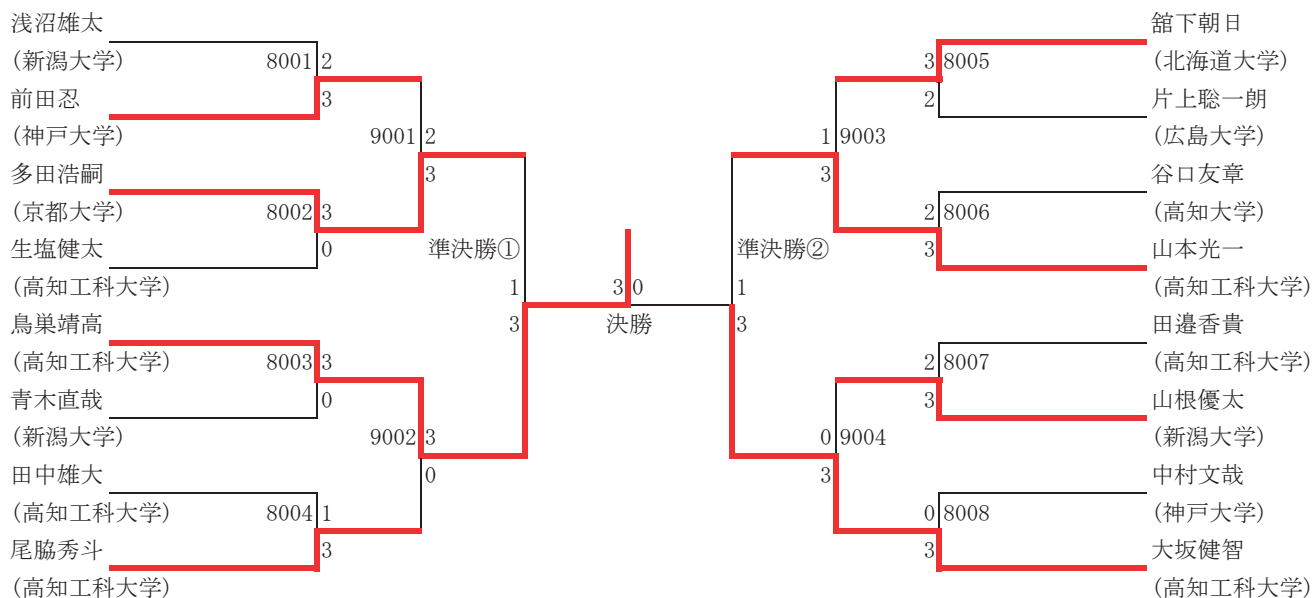 浅沼雄太
(新潟大学)
8001
2
前田忍
3
(神戸大学)
9001
2
多田浩嗣
3
(京都大学)
8002
3
生塩健太
0
(高知工科大学)
準決勝①
1
鳥巣靖高
3
(高知工科大学)
8003
3
青木直哉
0
(新潟大学)
9002
3
田中雄大
0
(高知工科大学)
8004
1
尾脇秀斗
3
(高知工科大学)
3
0
決勝
舘下朝日
3
8005
(北海道大学)
2
片上聡一朗
1
9003
(広島大学)
3
谷口友章
2
8006
(高知大学)
3
山本光一
準決勝②
1
(高知工科大学)
3
田邉香貴
2
8007
(高知工科大学)
3
山根優太
0
9004
(新潟大学)
3
中村文哉
0
8008
(神戸大学)
3
大坂健智
(高知工科大学)